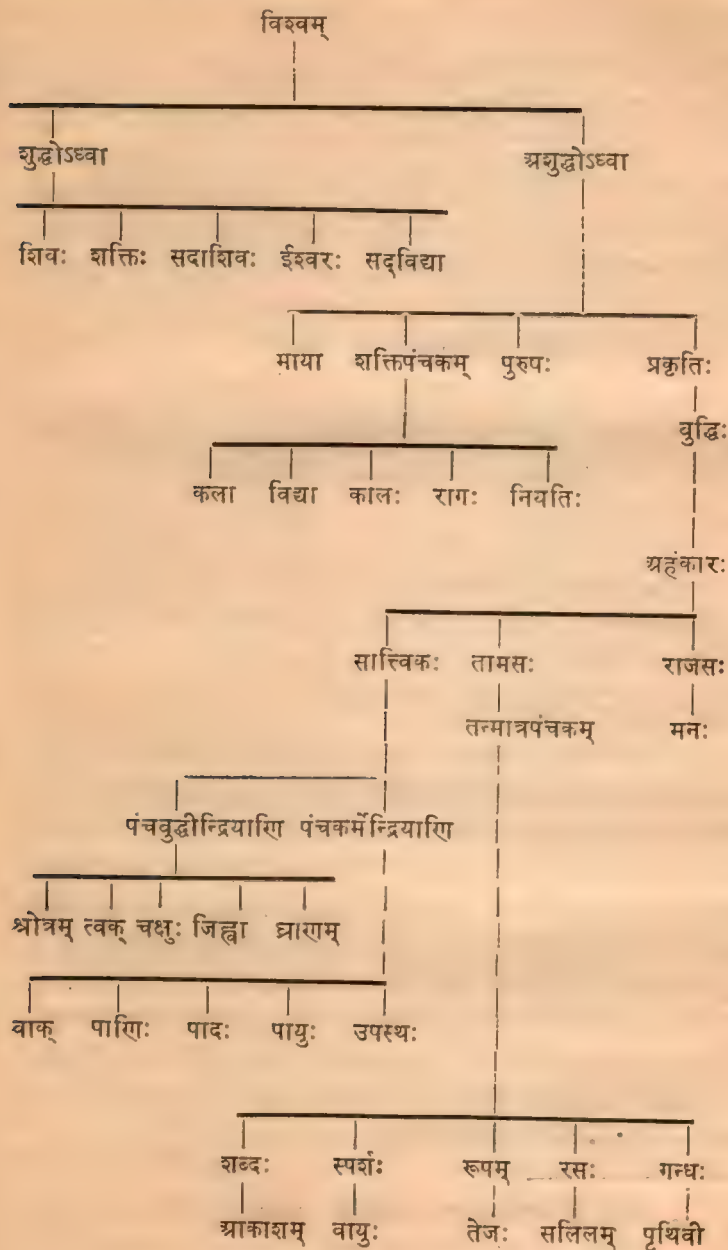 विश्वम्
शुद्धोऽध्वा अशुद्धोऽध्वा
शिवः शक्तिः सदाशिवः ईश्वरः सद्विद्या
माया शक्तिपंचकम् पुरुषः प्रकृतिः
बुद्धिः
कला विद्या कालः रागः नियतिः
अहंकारः
सात्त्विकः तामसः राजसः
तन्मात्रपंचकम् मनः
पंचबुद्धीन्द्रियाणि पंचकर्मेन्द्रियाणि
श्रोत्रम् त्वक् चक्षुः जिह्वा घ्राणम्
वाक् पाणिः पादः पायुः उपस्थः
शब्दः स्पर्शः रूपम् रसः गन्धः
आकाशम् वायुः तेजः सलिलम् पृथिवी